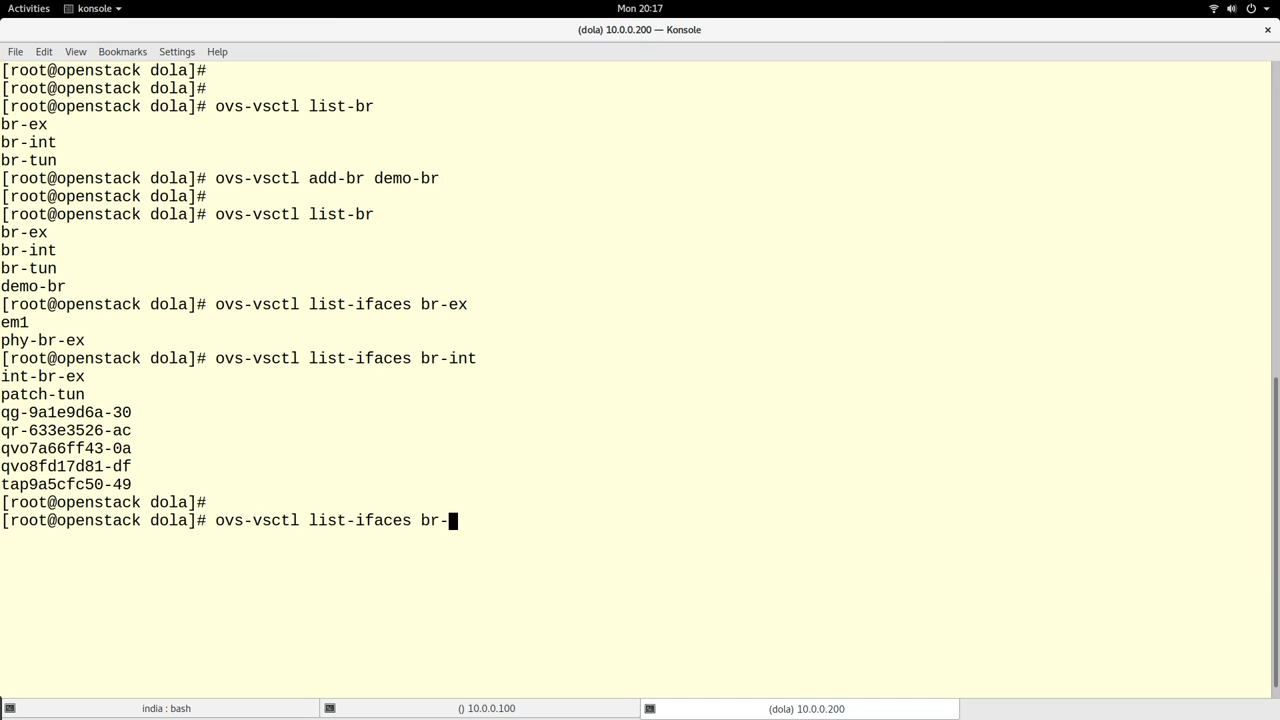 Activities konsole Mon 20:17
(dola) 10.0.0.200 — Konsole
File Edit View Bookmarks Settings Help
[root@openstack dola]#
[root@openstack dola]#
[root@openstack dola]# ovs-vsctl list-br
br-ex
br-int
br-tun
[root@openstack dola]# ovs-vsctl add-br demo-br
[root@openstack dola]#
[root@openstack dola]# ovs-vsctl list-br
br-ex
br-int
br-tun
demo-br
[root@openstack dola]# ovs-vsctl list-ifaces br-ex
em1
phy-br-ex
[root@openstack dola]# ovs-vsctl list-ifaces br-int
int-br-ex
patch-tun
qg-9a1e9d6a-30
qr-633e3526-ac
qvo7a66ff43-0a
qvo8fd17d81-df
tap9a5cfc50-49
[root@openstack dola]#
[root@openstack dola]# ovs-vsctl list-ifaces br-
india : bash () 10.0.0.100 (dola) 10.0.0.200